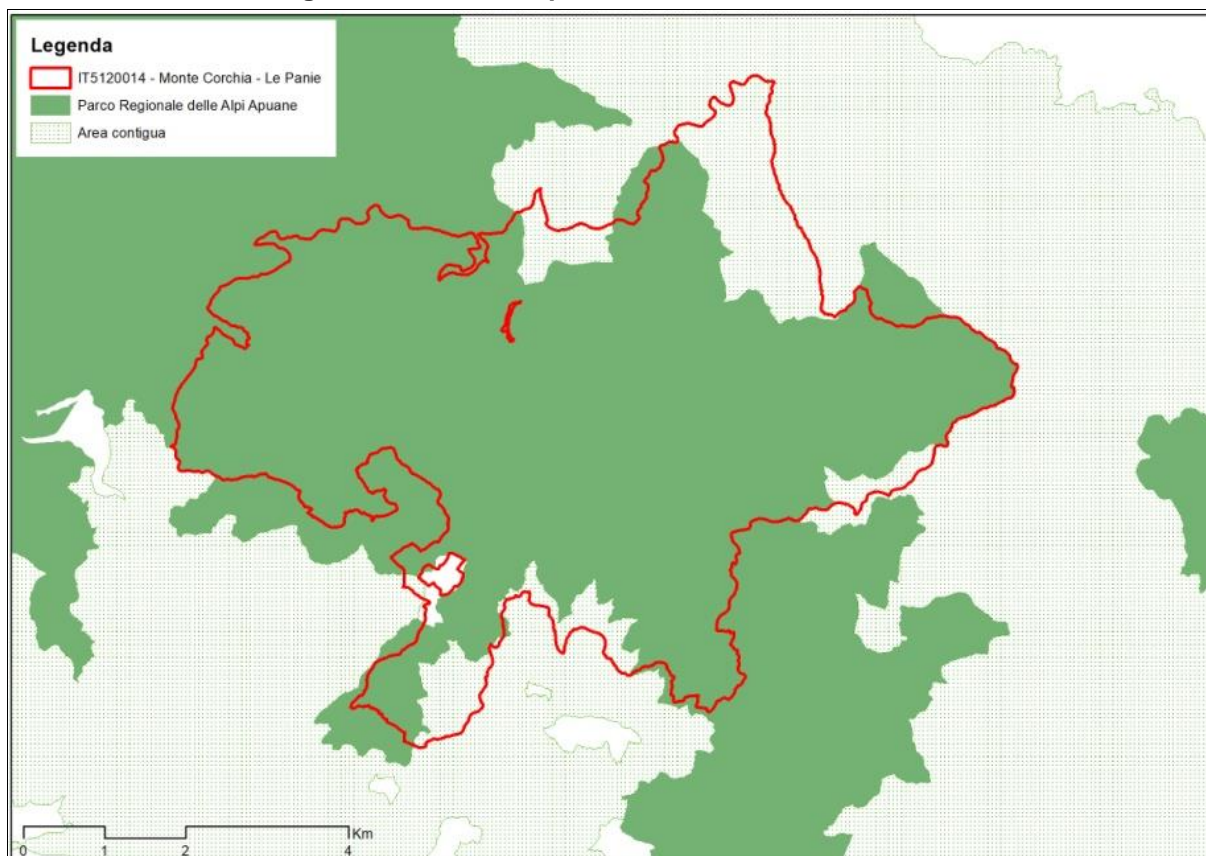 Legenda
IT5120014 - Monte Corchia - Le Panie
Parco Regionale delle Alpi Apuane
Area contigua
Km
0 1 2 4